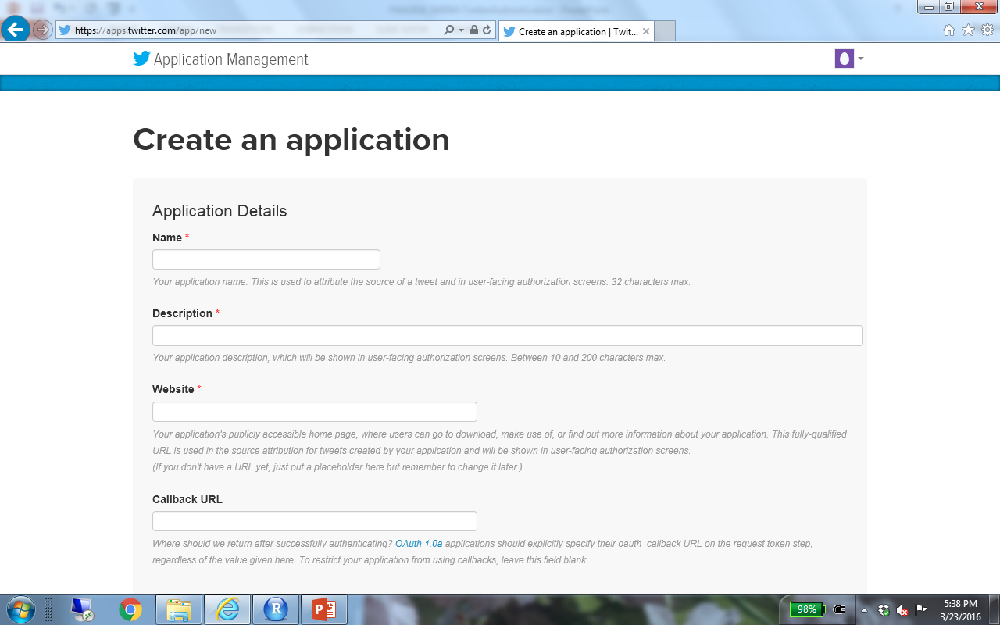 https://apps.twitter.com/app/new
Create an application | Twit...
Application Management
Create an application
Application Details
Name *
Your application name. This is used to attribute the source of a tweet and in user-facing authorization screens. 32 characters max.
Description *
Your application description, which will be shown in user-facing authorization screens. Between 10 and 200 characters max.
Website *
Your application's publicly accessible home page, where users can go to download, make use of, or find out more information about your application. This fully-qualified
URL is used in the source attribution for tweets created by your application and will be shown in user-facing authorization screens.
(If you don't have a URL yet, just put a placeholder here but remember to change it later.)
Callback URL
Where should we return after successfully authenticating? OAuth 1.0a applications should explicitly specify their oauth_callback URL on the request token step,
regardless of the value given here. To restrict your application from using callbacks, leave this field blank.
98%
5:38 PM
3/23/2016